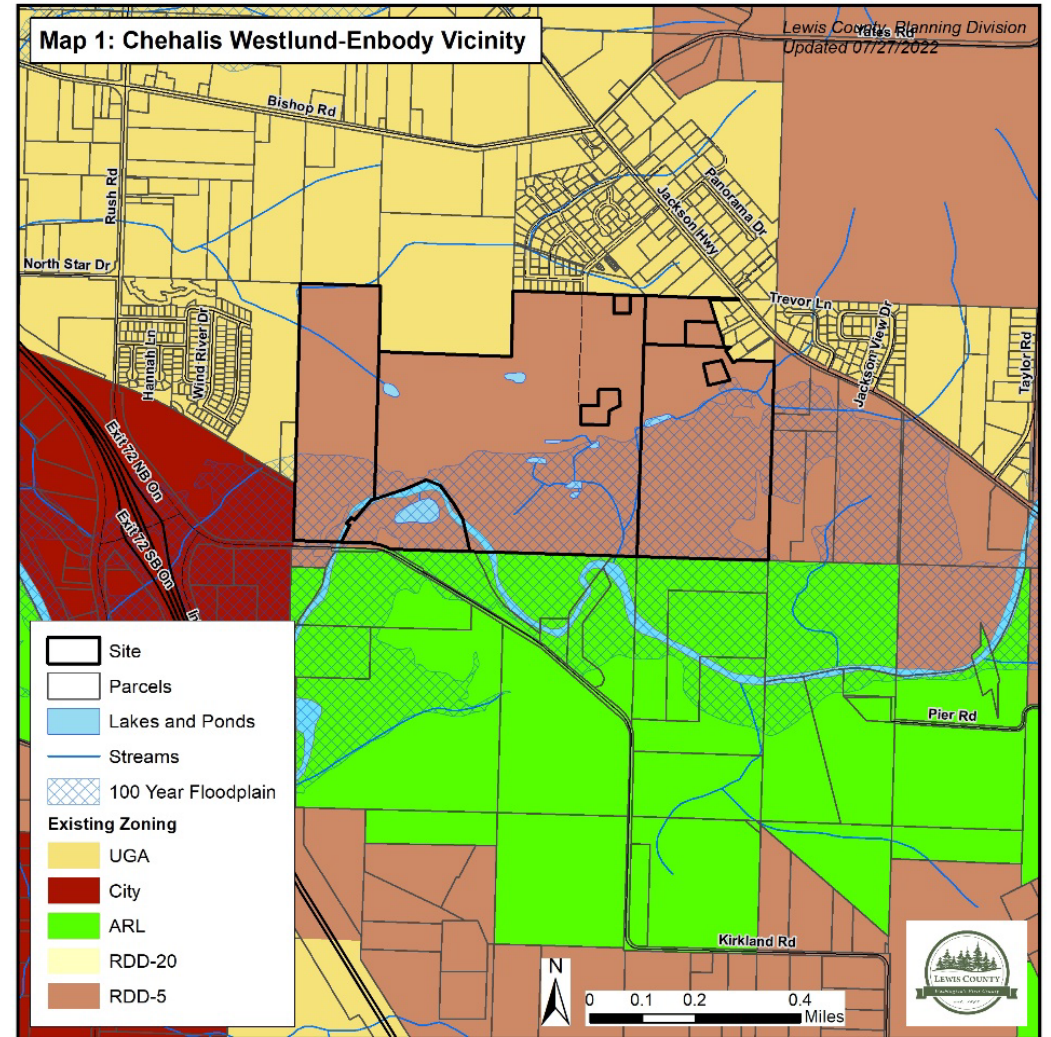 Map 1: Chehalis Westlund-Enbody Vicinity
Lewis County, Planning Division
Updated 07/27/2022
Yates Rd
Bishop Rd
Rush Rd
Panorama Dr
Jackson Hwy
North Star Dr
Trevor Ln
Hannah Ln
Wind River Dr
Jackson View Dr
Taylor Rd
Exit 72 NB On
Exit 72 SB On
Pier Rd
Kirkland Rd
Site
Parcels
Lakes and Ponds
Streams
100 Year Floodplain
Existing Zoning
UGA
City
ARL
RDD-20
RDD-5
N
0 0.1 0.2 0.4
Miles
LEWIS COUNTY